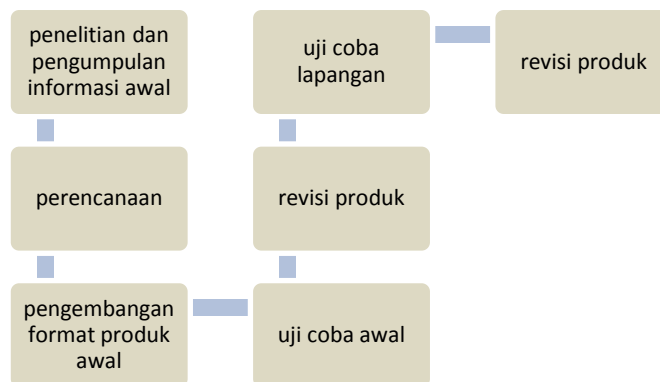 penelitian dan
pengumpulan
informasi awal
perencanaan
pengembangan
format produk
awal
uji coba awal
revisi produk
uji coba
lapangan
revisi produk